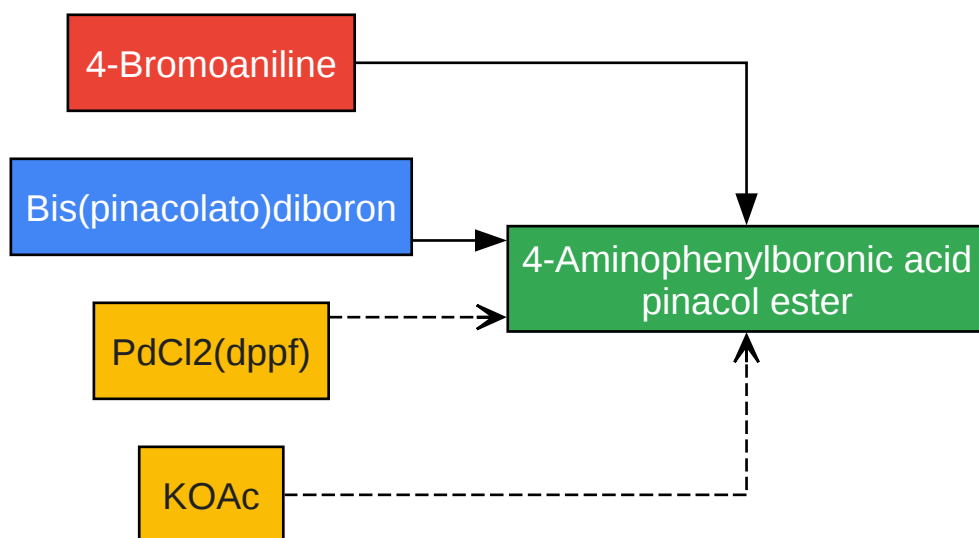 4-Bromoaniline
Bis(pinacolato)diboron
4-Aminophenylboronic acid
pinacol ester
PdCl2(dppf)
KOAc